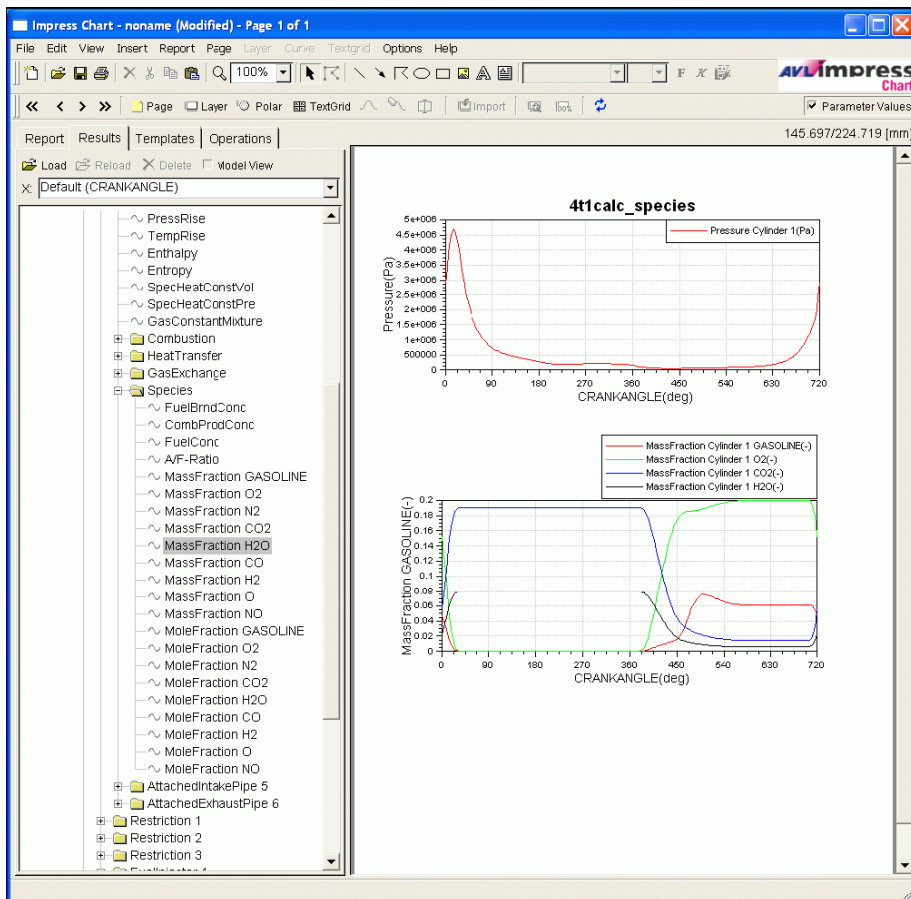 Impress Chart - noname (Modified) - Page 1 of 1
File Edit View Insert Report Page Layer Curve Textgrid Options Help
100% F K AVL impress Chart
Page Layer Polar TextGrid Import 100% Parameter Values
Report Results Templates Operations 145.697/224.719 [mm]
Load Reload Delete Model View
X: Default (CRANKANGLE)
PressRise
TempRise
Enthalpy
Entropy
SpecHeatConstVol
SpecHeatConstPre
GasConstantMixture
Combustion
HeatTransfer
GasExchange
Species
FuelBrndConc
CombProdConc
FuelConc
A/F-Ratio
MassFraction GASOLINE
MassFraction O2
MassFraction N2
MassFraction CO2
MassFraction H2O
MassFraction CO
MassFraction H2
MassFraction O
MassFraction NO
MoleFraction GASOLINE
MoleFraction O2
MoleFraction N2
MoleFraction CO2
MoleFraction H2O
MoleFraction CO
MoleFraction H2
MoleFraction O
MoleFraction NO
AttachedIntakePipe 5
AttachedExhaustPipe 6
Restriction 1
Restriction 2
Restriction 3
4t1calc_species
Pressure Cylinder 1(Pa)
Pressure(Pa)
5e+006
4.5e+006
4e+006
3.5e+006
3e+006
2.5e+006
2e+006
1.5e+006
1e+006
500000
0
0 90 180 270 360 450 540 630 720
CRANKANGLE(deg)
MassFraction Cylinder 1 GASOLINE(-)
MassFraction Cylinder 1 O2(-)
MassFraction Cylinder 1 CO2(-)
MassFraction Cylinder 1 H2O(-)
MassFraction GASOLINE(-)
0.2
0.18
0.16
0.14
0.12
0.1
0.08
0.06
0.04
0.02
0
0 90 180 270 360 450 540 630 720
CRANKANGLE(deg)